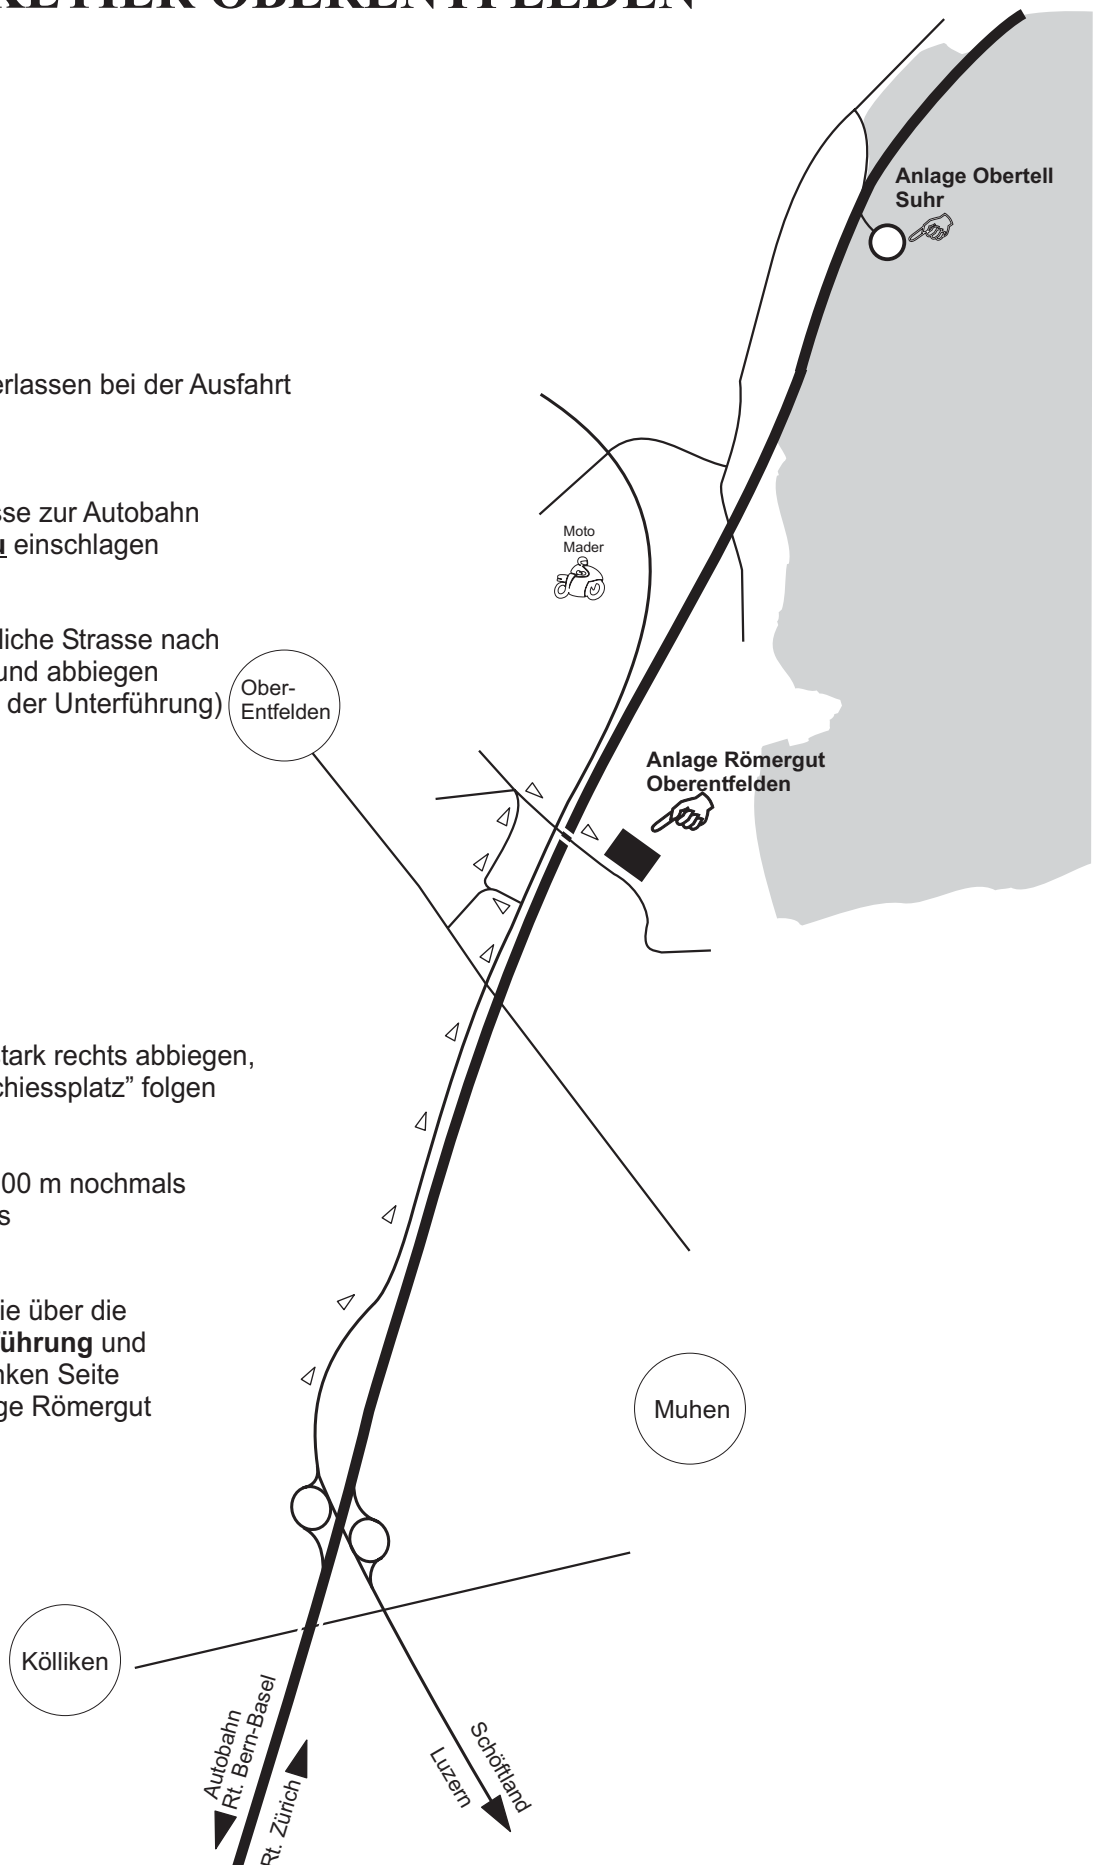 OBERENTFELDEN
Anlage Obertell
Suhr
erlassen bei der Ausfahrt
sse zur Autobahn
u einschlagen
Moto
Mader
liche Strasse nach
und abbiegen
der Unterführung)
Ober-
Entfelden
Anlage Römergut
Oberentfelden
tark rechts abbiegen,
chiessplatz” folgen
00 m nochmals
s
ie über die
führung und
nken Seite
ge Römergut
Muhen
Kölliken
Autobahn
Rt. Bern-Basel
Rt. Zürich
Schöftland
Luzern